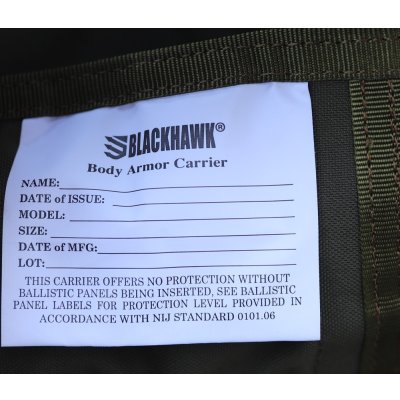 BLACKHAWK®
Body Armor Carrier
NAME:
DATE of ISSUE:
MODEL:
SIZE:
DATE of MFG:
LOT:
THIS CARRIER OFFERS NO PROTECTION WITHOUT
BALLISTIC PANELS BEING INSERTED, SEE BALLISTIC
PANEL LABELS FOR PROTECTION LEVEL PROVIDED IN
ACCORDANCE WITH NIJ STANDARD 0101.06